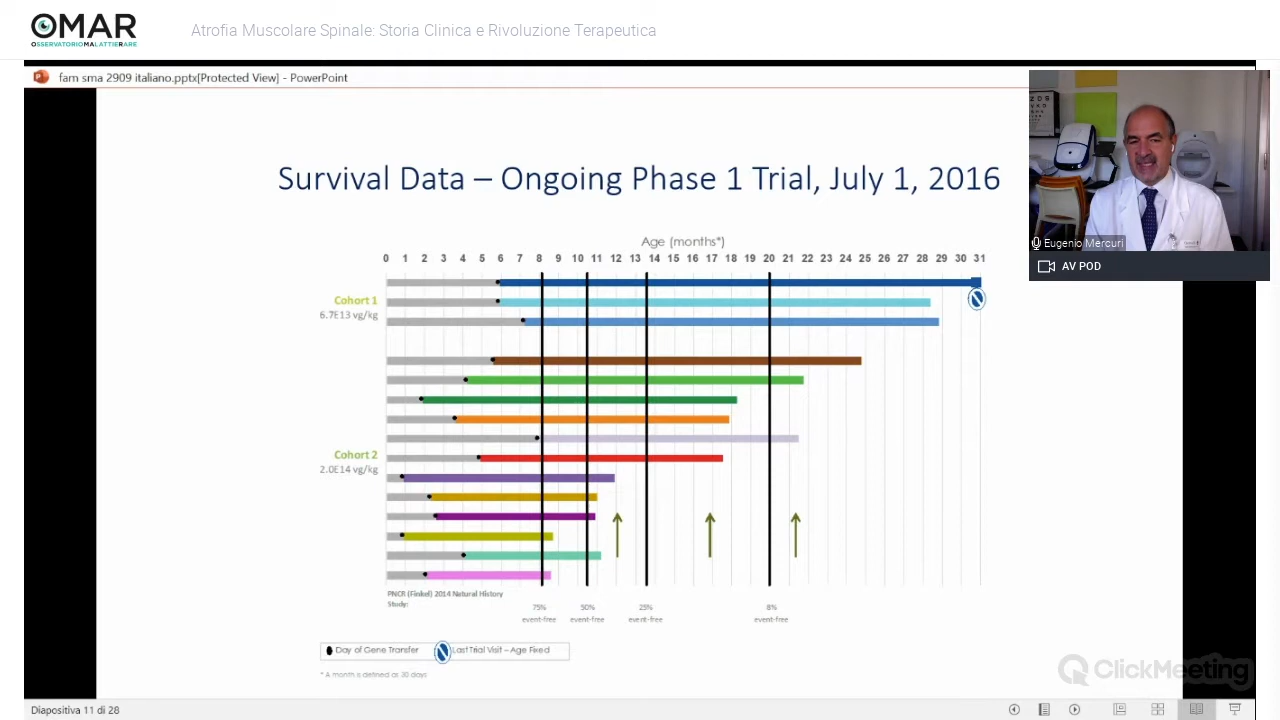 OMAR
OSSERVATORIOMALATTIERARE
Atrofia Muscolare Spinale: Storia Clinica e Rivoluzione Terapeutica
fam sma 2909 italiano.pptx[Protected View] - PowerPoint
Survival Data – Ongoing Phase 1 Trial, July 1, 2016
Eugenio Mercuri
AV POD
Age (months*)
0 1 2 3 4 5 6 7 8 9 10 11 12 13 14 15 16 17 18 19 20 21 22 23 24 25 26 27 28 29 30 31
Cohort 1
6.7E13 vg/kg
Cohort 2
2.0E14 vg/kg
PNCR (Finkel) 2014 Natural History
Study:
75% 50% 25% 8%
event-free event-free event-free event-free
Day of Gene Transfer Last Trial Visit – Age Fixed
* A month is defined as 30 days
ClickMeeting
Diapositiva 11 di 28